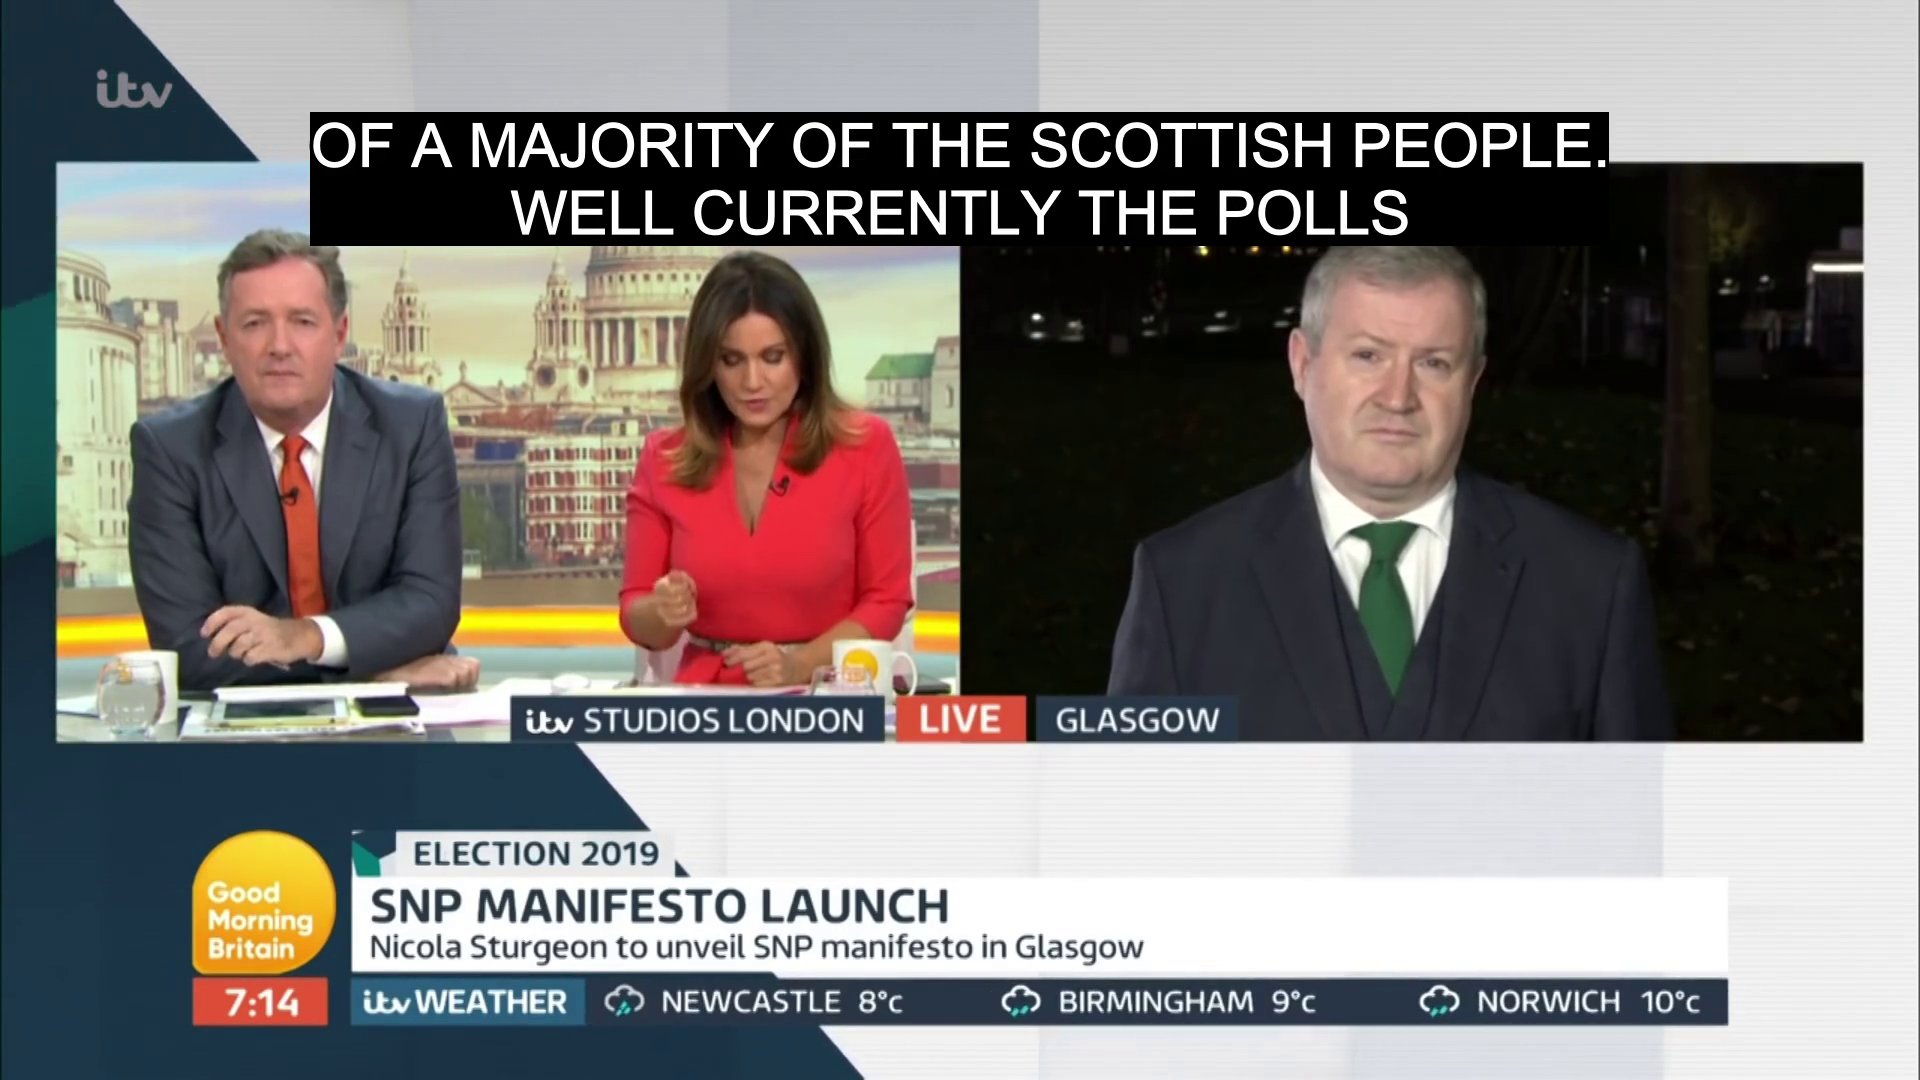 itv
OF A MAJORITY OF THE SCOTTISH PEOPLE.
WELL CURRENTLY THE POLLS
itv STUDIOS LONDON
LIVE
GLASGOW
ELECTION 2019
SNP MANIFESTO LAUNCH
Nicola Sturgeon to unveil SNP manifesto in Glasgow
Good
Morning
Britain
7:14
itv WEATHER
NEWCASTLE 8°c
BIRMINGHAM 9°c
NORWICH 10°c